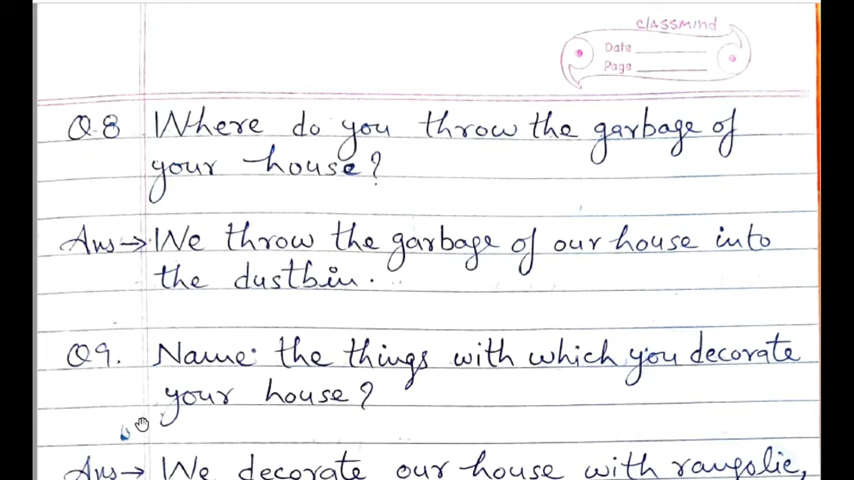 classmind
Date
Page
Q.8 Where do you throw the garbage of
your house?
Ans→ We throw the garbage of our house into
the dustbin.
Q9. Name the things with which you decorate
your house?
Ans→ We decorate our house with rangolie,